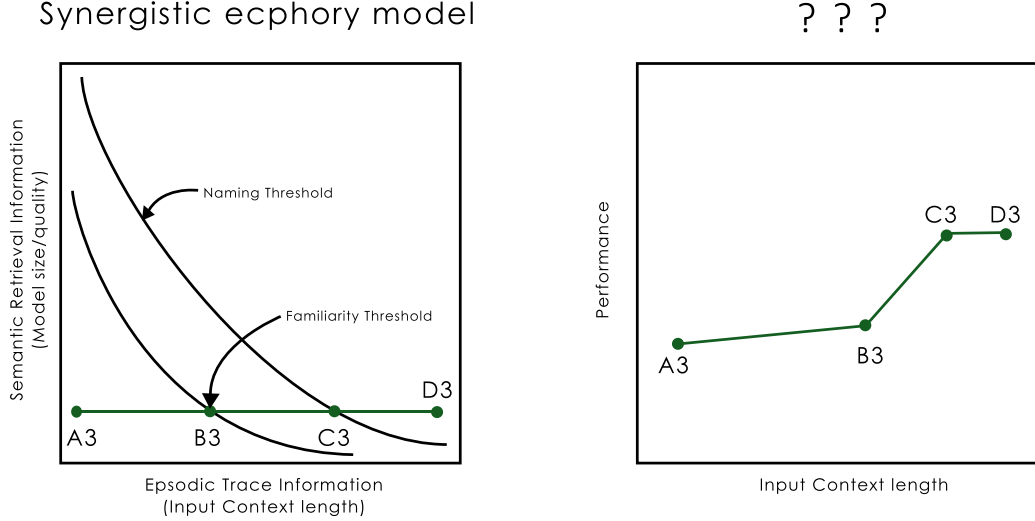 Synergistic ecphory model
? ? ?
Semantic Retrieval Information
(Model size/quality)
Naming Threshold
Familiarity Threshold
D3
A3
B3
C3
Epsodic Trace Information
(Input Context length)
Performance
C3
D3
B3
A3
Input Context length